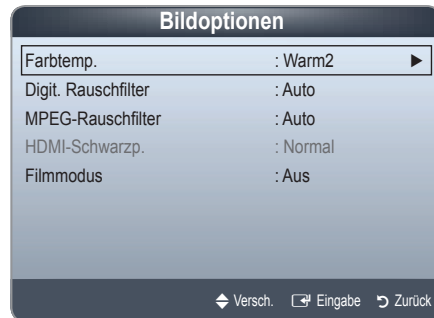 Bildoptionen
Farbtemp. : Warm2 ►
Digit. Rauschfilter : Auto
MPEG-Rauschfilter : Auto
HDMI-Schwarzp. : Normal
Filmmodus : Aus
Versch. Eingabe Zurück